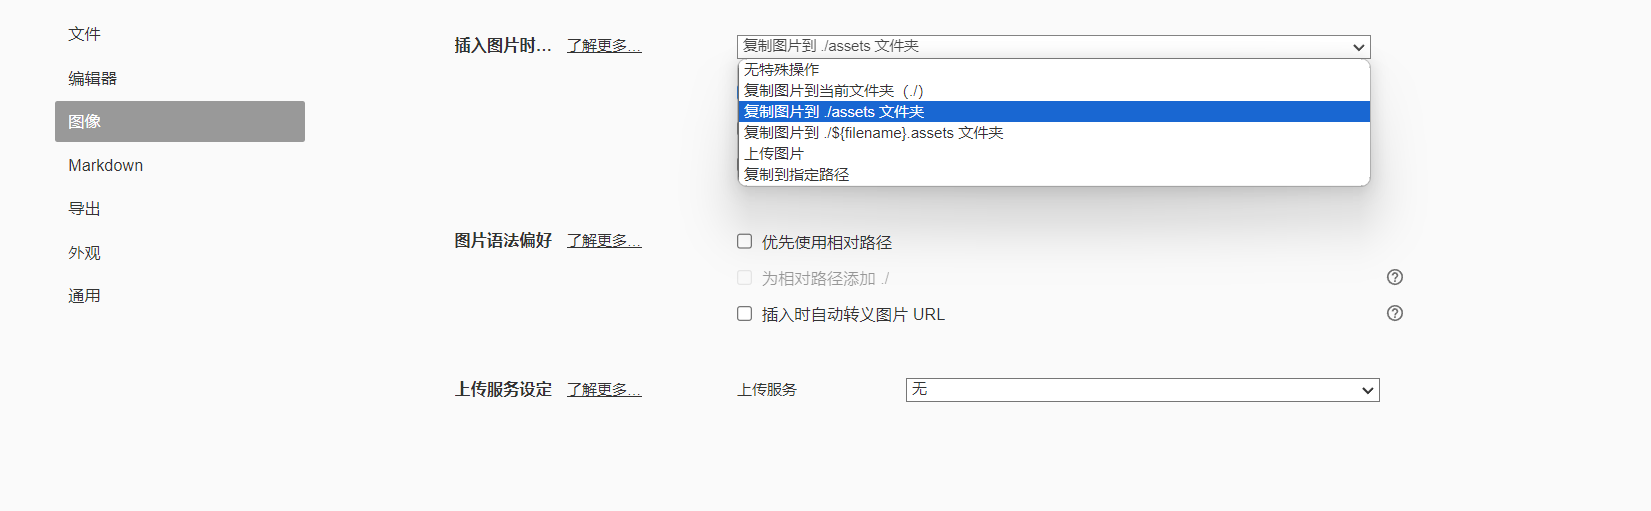 文件
编辑器
图像
Markdown
导出
外观
通用
插入图片时... 了解更多...
复制图片到 ./assets 文件夹
无特殊操作
复制图片到当前文件夹（./）
复制图片到 ./assets 文件夹
复制图片到 ./${filename}.assets 文件夹
上传图片
复制到指定路径
图片语法偏好 了解更多...
优先使用相对路径
为相对路径添加 ./
插入时自动转义图片 URL
上传服务设定 了解更多...
上传服务 无